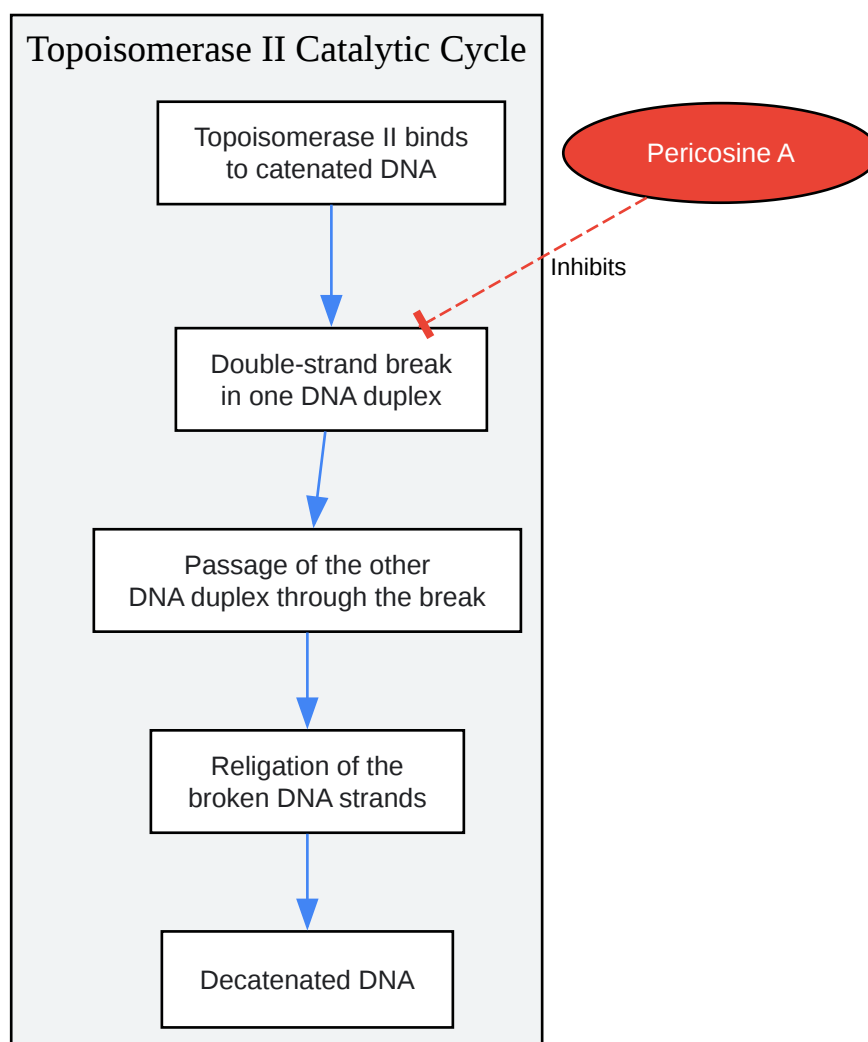 Topoisomerase II Catalytic Cycle
Topoisomerase II binds
to catenated DNA
Pericosine A
Inhibits
Double-strand break
in one DNA duplex
Passage of the other
DNA duplex through the break
Religation of the
broken DNA strands
Decatenated DNA